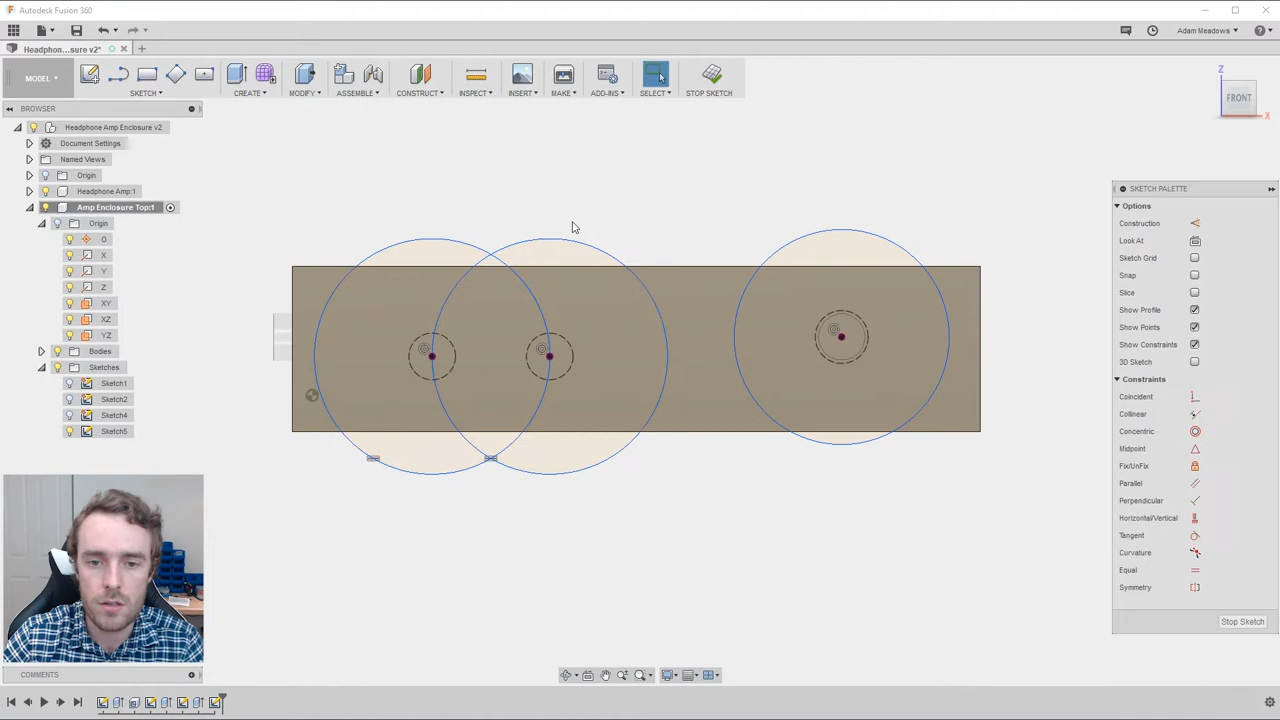 Autodesk Fusion 360
Adam Meadows
Headphon...sure v2*
MODEL
SKETCH
CREATE
MODIFY
ASSEMBLE
CONSTRUCT
INSPECT
INSERT
MAKE
ADD-INS
SELECT
STOP SKETCH
BROWSER
Headphone Amp Enclosure v2
Document Settings
Named Views
Origin
Headphone Amp:1
Amp Enclosure Top:1
Origin
O
X
Y
Z
XY
XZ
YZ
Bodies
Sketches
Sketch1
Sketch2
Sketch4
Sketch5
Z
FRONT
X
SKETCH PALETTE
Options
Construction
Look At
Sketch Grid
Snap
Slice
Show Profile
Show Points
Show Constraints
3D Sketch
Constraints
Coincident
Collinear
Concentric
Midpoint
Fix/UnFix
Parallel
Perpendicular
Horizontal/Vertical
Tangent
Curvature
Equal
Symmetry
Stop Sketch
COMMENTS